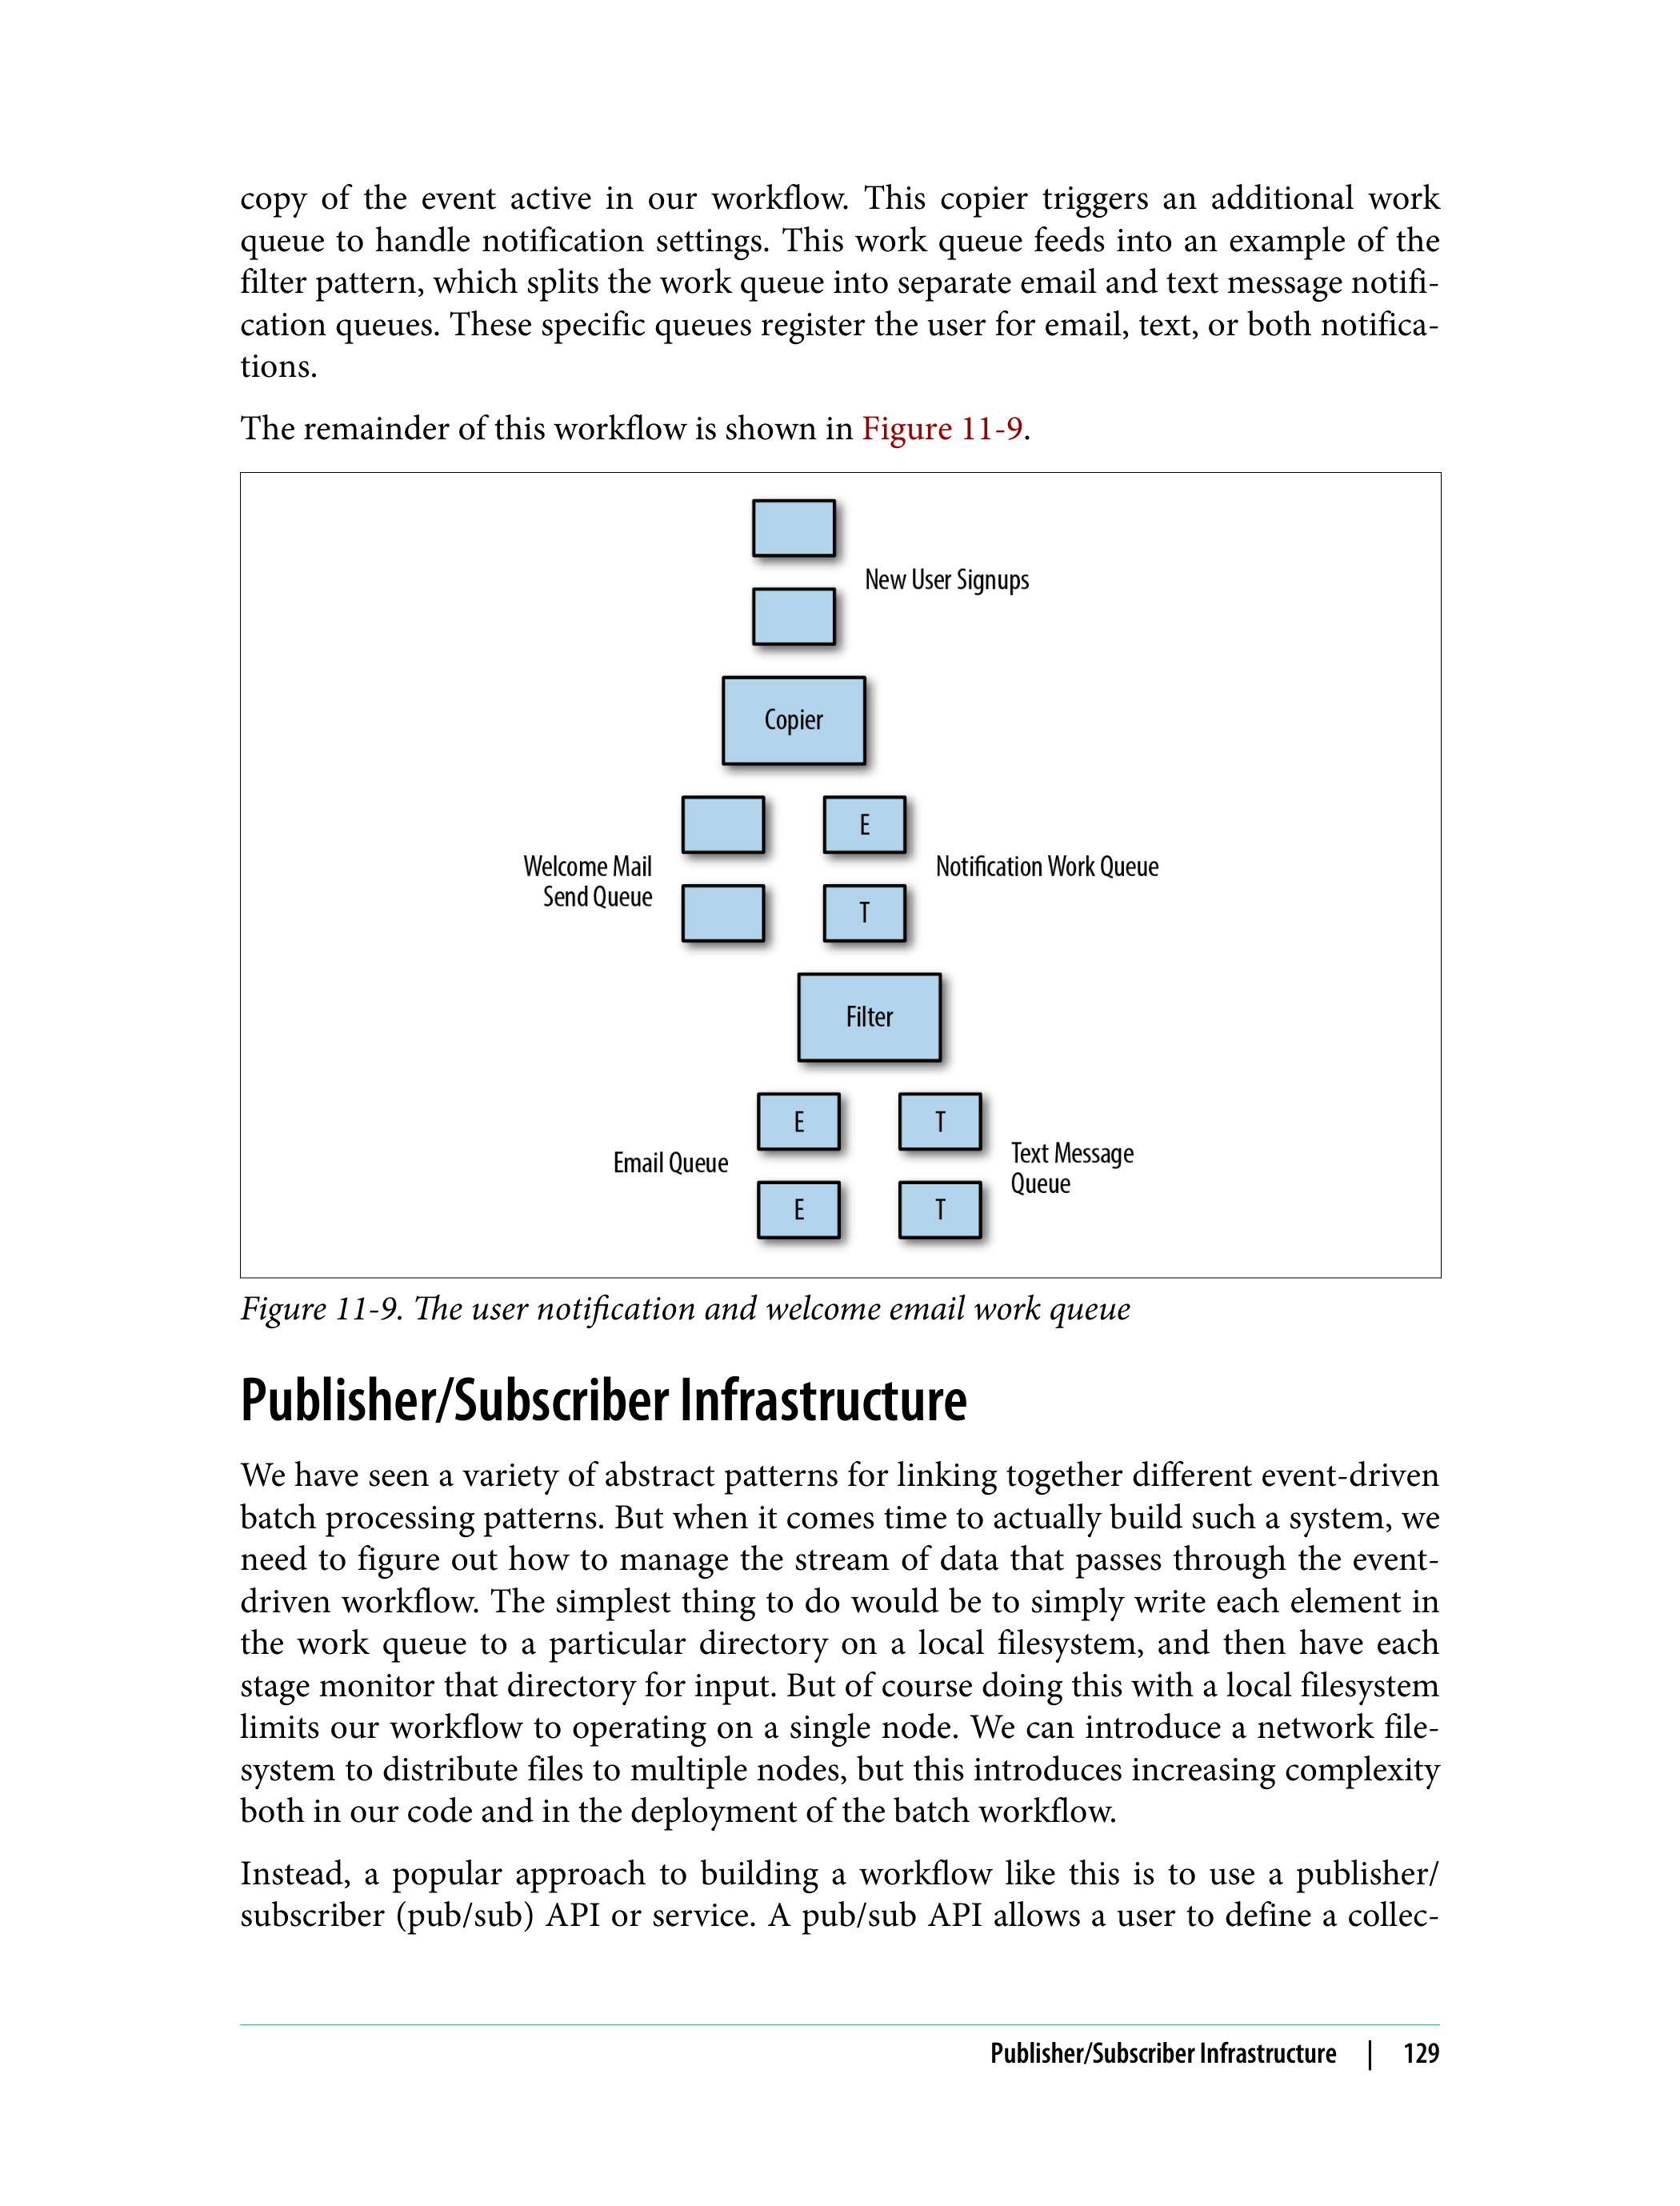 copy of the event active in our workflow. This copier triggers an additional work
queue to handle notification settings. This work queue feeds into an example of the
filter pattern, which splits the work queue into separate email and text message notifi-
cation queues. These specific queues register the user for email, text, or both notifica-
tions.
The remainder of this workflow is shown in Figure 11-9.
New User Signups
Copier
E
Welcome Mail
Send Queue
Notification Work Queue
T
Filter
E
T
Email Queue
Text Message
Queue
E
T
Figure 11-9. The user notification and welcome email work queue
Publisher/Subscriber Infrastructure
We have seen a variety of abstract patterns for linking together different event-driven
batch processing patterns. But when it comes time to actually build such a system, we
need to figure out how to manage the stream of data that passes through the event-
driven workflow. The simplest thing to do would be to simply write each element in
the work queue to a particular directory on a local filesystem, and then have each
stage monitor that directory for input. But of course doing this with a local filesystem
limits our workflow to operating on a single node. We can introduce a network file-
system to distribute files to multiple nodes, but this introduces increasing complexity
both in our code and in the deployment of the batch workflow.
Instead, a popular approach to building a workflow like this is to use a publisher/
subscriber (pub/sub) API or service. A pub/sub API allows a user to define a collec-
Publisher/Subscriber Infrastructure | 129